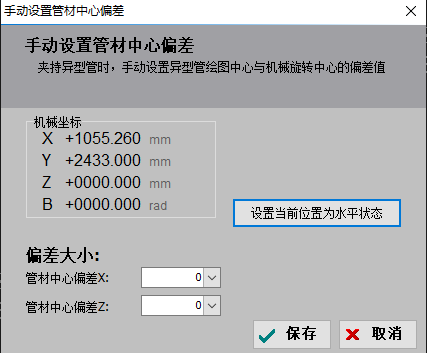 手动设置管材中心偏差
手动设置管材中心偏差
夹持异型管时，手动设置异型管绘图中心与机械旋转中心的偏差值
机械坐标
X +1055.260 mm
Y +2433.000 mm
Z +0000.000 mm
B +0000.000 rad
设置当前位置为水平状态
偏差大小:
管材中心偏差X: 0
管材中心偏差Z: 0
保存 取消